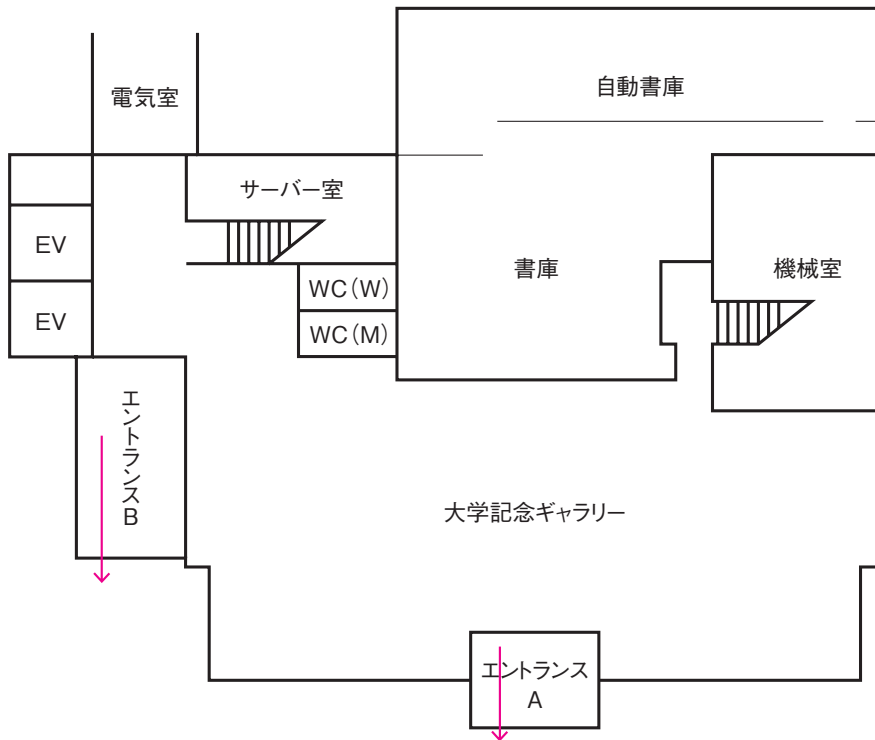 自動書庫
電気室
サーバー室
EV
書庫
機械室
WC(W)
EV
WC(M)
エントランスB
大学記念ギャラリー
エントランス
A